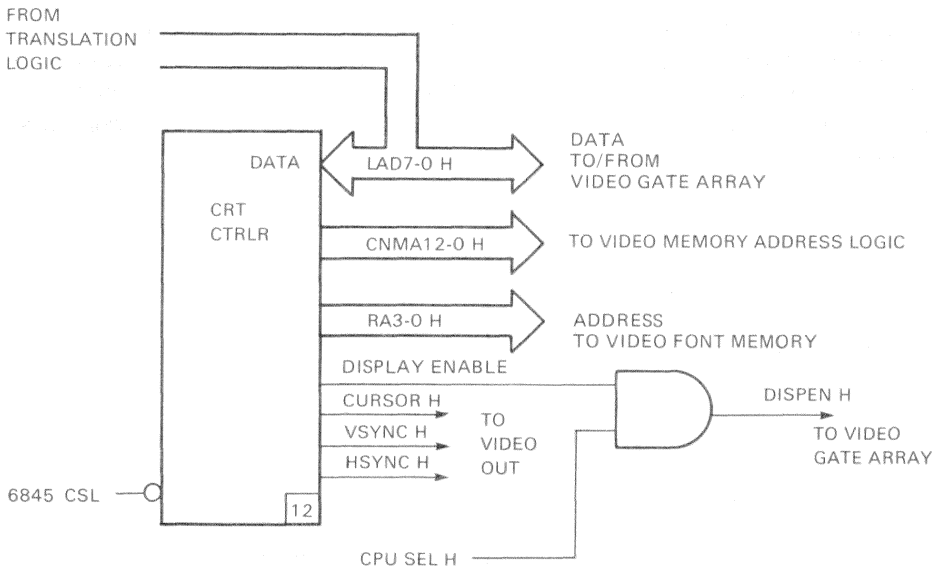 FROM
TRANSLATION
LOGIC
DATA
LAD7-0 H
DATA
TO/FROM
VIDEO GATE ARRAY
CRT
CTRLR
CNMA12-0 H
TO VIDEO MEMORY ADDRESS LOGIC
RA3-0 H
ADDRESS
TO VIDEO FONT MEMORY
DISPLAY ENABLE
CURSOR H
VSYNC H
HSYNC H
TO
VIDEO
OUT
DISPEN H
TO VIDEO
GATE ARRAY
6845 CSL
12
CPU SEL H